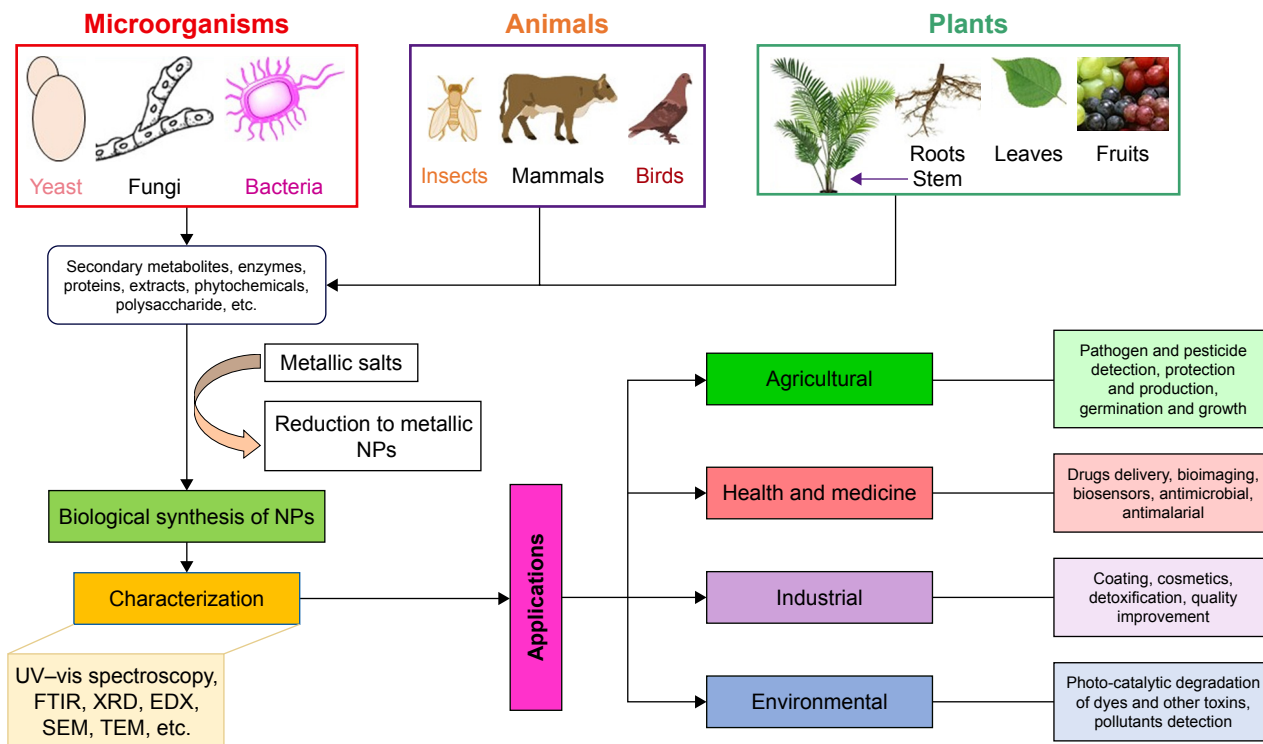 Microorganisms
Yeast
Fungi
Bacteria
Animals
Insects
Mammals
Birds
Plants
Roots
Stem
Leaves
Fruits
Secondary metabolites, enzymes,
proteins, extracts, phytochemicals,
polysaccharide, etc.
Metallic salts
Reduction to metallic
NPs
Biological synthesis of NPs
Characterization
UV–vis spectroscopy,
FTIR, XRD, EDX,
SEM, TEM, etc.
Applications
Agricultural
Pathogen and pesticide
detection, protection
and production,
germination and growth
Health and medicine
Drugs delivery, bioimaging,
biosensors, antimicrobial,
antimalarial
Industrial
Coating, cosmetics,
detoxification, quality
improvement
Environmental
Photo-catalytic degradation
of dyes and other toxins,
pollutants detection